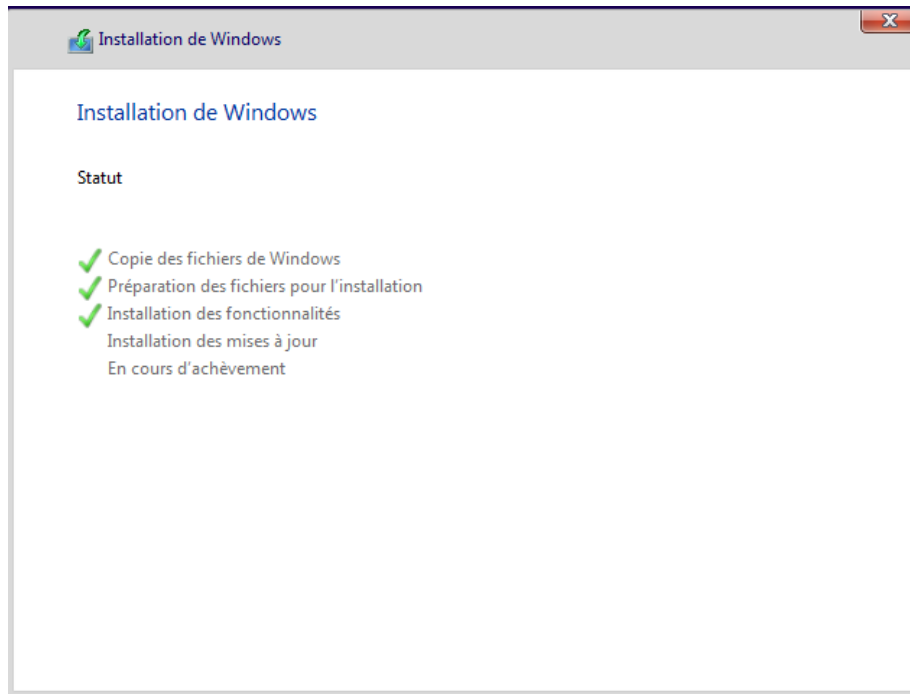 Installation de Windows
Installation de Windows
Statut
Copie des fichiers de Windows
Préparation des fichiers pour l'installation
Installation des fonctionnalités
Installation des mises à jour
En cours d'achèvement